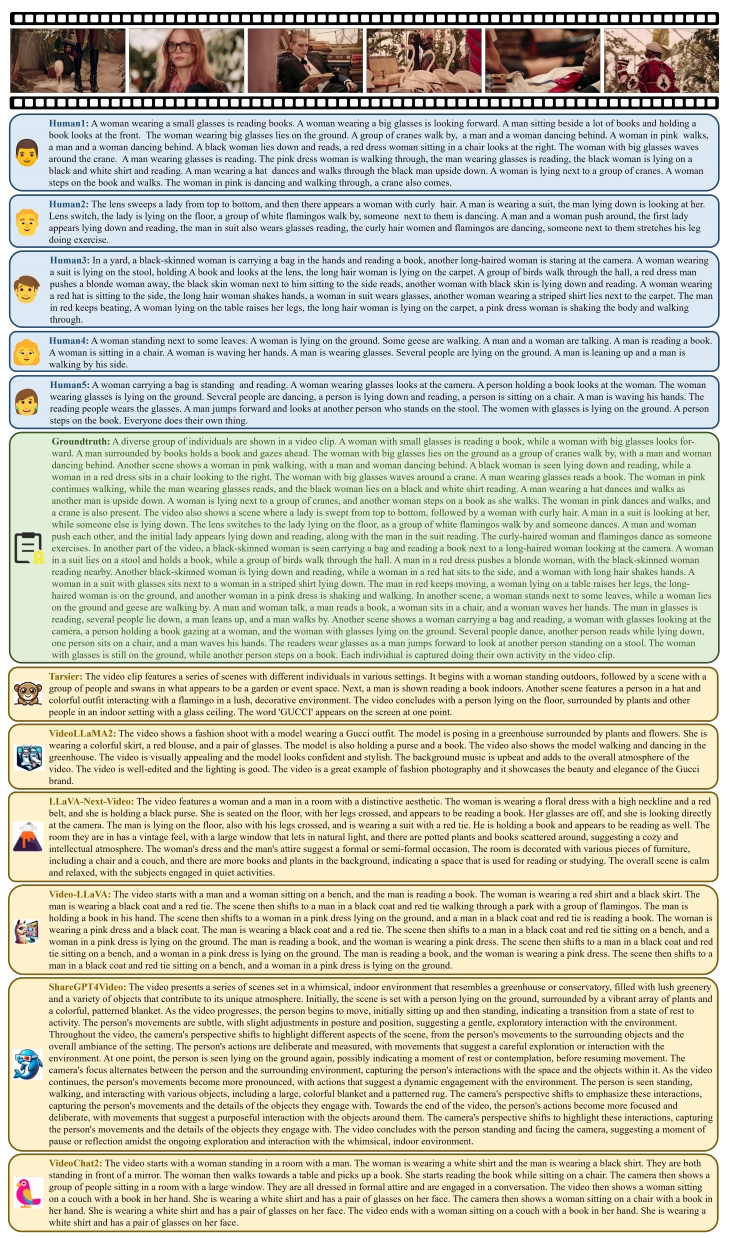 Human1: A woman wearing a small glasses is reading books. A woman wearing a big glasses is looking forward. A man sitting beside a lot of books and holding a
book looks at the front. The woman wearing big glasses lies on the ground. A group of cranes walk by, a man and a woman dancing behind. A woman in pink walks,
a man and a woman dancing behind. A black woman lies down and reads, a red dress woman sitting in a chair looks at the right. The woman with big glasses waves
around the crane. A man wearing glasses is reading. The pink dress woman is walking through, the man wearing glasses is reading, the black woman is lying on a
black and white shirt and reading. A man wearing a hat dances and walks through the black man upside down. A woman is lying next to a group of cranes. A woman
steps on the book and walks. The woman in pink is dancing and walking through, a crane also comes.
Human2: The lens sweeps a lady from top to bottom, and then there appears a woman with curly hair. A man is wearing a suit, the man lying down is looking at her.
Lens switch, the lady is lying on the floor, a group of white flamingos walk by, someone next to them is dancing. A man and a woman push around, the first lady
appears lying down and reading, the man in suit also wears glasses reading, the curly hair women and flamingos are dancing, someone next to them stretches his leg
doing exercise.
Human3: In a yard, a black-skinned woman is carrying a bag in the hands and reading a book, another long-haired woman is staring at the camera. A woman wearing
a suit is lying on the stool, holding A book and looks at the lens, the long hair woman is lying on the carpet. A group of birds walk through the hall, a red dress man
pushes a blonde woman away, the black skin woman next to him sitting to the side reads, another woman with black skin is lying down and reading. A woman wearing
a red hat is sitting to the side, the long hair woman shakes hands, a woman in suit wears glasses, another woman wearing a striped shirt lies next to the carpet. The man
in red keeps beating, A woman lying on the table raises her legs, the long hair woman is lying on the carpet, a pink dress woman is shaking the body and walking
through.
Human4: A woman standing next to some leaves. A woman is lying on the ground. Some geese are walking. A man and a woman are talking. A man is reading a book.
A woman is sitting in a chair. A woman is waving her hands. A man is wearing glasses. Several people are lying on the ground. A man is leaning up and a man is
walking by his side.
Human5: A woman carrying a bag is standing and reading. A woman wearing glasses looks at the camera. A person holding a book looks at the woman. The woman
wearing glasses is lying on the ground. Several people are dancing, a person is lying down and reading, a person is sitting on a chair. A man is waving his hands. The
reading people wears the glasses. A man jumps forward and looks at another person who stands on the stool. The women with glasses is lying on the ground. A person
steps on the book. Everyone does their own thing.
Groundtruth: A diverse group of individuals are shown in a video clip. A woman with small glasses is reading a book, while a woman with big glasses looks for-
ward. A man surrounded by books holds a book and gazes ahead. The woman with big glasses lies on the ground as a group of cranes walk by, with a man and woman
dancing behind. Another scene shows a woman in pink walking, with a man and woman dancing behind. A black woman is seen lying down and reading, while a
woman in a red dress sits in a chair looking to the right. The woman with big glasses waves around a crane. A man wearing glasses reads a book. The woman in pink
continues walking, while the man wearing glasses reads, and the black woman lies on a black and white shirt reading. A man wearing a hat dances and walks as
another man is upside down. A woman is lying next to a group of cranes, and another woman steps on a book as she walks. The woman in pink dances and walks, and
a crane is also present. The video also shows a scene where a lady is swept from top to bottom, followed by a woman with curly hair. A man in a suit is looking at her,
while someone else is lying down. The lens switches to the lady lying on the floor, as a group of white flamingos walk by and someone dances. A man and woman
push each other, and the initial lady appears lying down and reading, along with the man in the suit reading. The curly-haired woman and flamingos dance as someone
exercises. In another part of the video, a black-skinned woman is seen carrying a bag and reading a book next to a long-haired woman looking at the camera. A woman
in a suit lies on a stool and holds a book, while a group of birds walk through the hall. A man in a red dress pushes a blonde woman, with the black-skinned woman
reading nearby. Another black-skinned woman is lying down and reading, while a woman in a red hat sits to the side, and a woman with long hair shakes hands. A
woman in a suit with glasses sits next to a woman in a striped shirt lying down. The man in red keeps moving, a woman lying on a table raises her legs, the long-
haired woman is on the ground, and another woman in a pink dress is shaking and walking. In another scene, a woman stands next to some leaves, while a woman lies
on the ground and geese are walking by. A man and woman talk, a man reads a book, a woman sits in a chair, and a woman waves her hands. The man in glasses is
reading, several people lie down, a man leans up, and a man walks by. Another scene shows a woman carrying a bag and reading, a woman with glasses looking at the
camera, a person holding a book gazing at a woman, and the woman with glasses lying on the ground. Several people dance, another person reads while lying down,
one person sits on a chair, and a man waves his hands. The readers wear glasses as a man jumps forward to look at another person standing on a stool. The woman
with glasses is still on the ground, while another person steps on a book. Each individual is captured doing their own activity in the video clip.
Tarsier: The video clip features a series of scenes with different individuals in various settings. It begins with a woman standing outdoors, followed by a scene with a
group of people and swans in what appears to be a garden or event space. Next, a man is shown reading a book indoors. Another scene features a person in a hat and
colorful outfit interacting with a flamingo in a lush, decorative environment. The video concludes with a person lying on the floor, surrounded by plants and other
people in an indoor setting with a glass ceiling. The word 'GUCCI' appears on the screen at one point.
VideoLLaMA2: The video shows a fashion shoot with a model wearing a Gucci outfit. The model is posing in a greenhouse surrounded by plants and flowers. She is
wearing a colorful skirt, a red blouse, and a pair of glasses. The model is also holding a purse and a book. The video also shows the model walking and dancing in the
greenhouse. The video is visually appealing and the model looks confident and stylish. The background music is upbeat and adds to the overall atmosphere of the
video. The video is well-edited and the lighting is good. The video is a great example of fashion photography and it showcases the beauty and elegance of the Gucci
brand.
LLaVA-Next-Video: The video features a woman and a man in a room with a distinctive aesthetic. The woman is wearing a floral dress with a high neckline and a red
belt, and she is holding a black purse. She is seated on the floor, with her legs crossed, and appears to be reading a book. Her glasses are off, and she is looking directly
at the camera. The man is lying on the floor, also with his legs crossed, and is wearing a suit with a red tie. He is holding a book and appears to be reading as well. The
room they are in has a vintage feel, with a large window that lets in natural light, and there are potted plants and books scattered around, suggesting a cozy and
intellectual atmosphere. The woman's dress and the man's attire suggest a formal or semi-formal occasion. The room is decorated with various pieces of furniture,
including a chair and a couch, and there are more books and plants in the background, indicating a space that is used for reading or studying. The overall scene is calm
and relaxed, with the subjects engaged in quiet activities.
Video-LLaVA: The video starts with a man and a woman sitting on a bench, and the man is reading a book. The woman is wearing a red shirt and a black skirt. The
man is wearing a black coat and a red tie. The scene then shifts to a man in a black coat and red tie walking through a park with a group of flamingos. The man is
holding a book in his hand. The scene then shifts to a woman in a pink dress lying on the ground, and a man in a black coat and red tie is reading a book. The woman is
wearing a pink dress and a black coat. The man is wearing a black coat and a red tie. The scene then shifts to a man in a black coat and red tie sitting on a bench, and a
woman in a pink dress is lying on the ground. The man is reading a book, and the woman is wearing a pink dress. The scene then shifts to a man in a black coat and red
tie sitting on a bench, and a woman in a pink dress is lying on the ground. The man is reading a book, and the woman is wearing a pink dress. The scene then shifts to a
man in a black coat and red tie sitting on a bench, and a woman in a pink dress is lying on the ground.
ShareGPT4Video: The video presents a series of scenes set in a whimsical, indoor environment that resembles a greenhouse or conservatory, filled with lush greenery
and a variety of objects that contribute to its unique atmosphere. Initially, the scene is set with a person lying on the ground, surrounded by a vibrant array of plants and
a colorful, patterned blanket. As the video progresses, the person begins to move, initially sitting up and then standing, indicating a transition from a state of rest to
activity. The person's movements are subtle, with slight adjustments in posture and position, suggesting a gentle, exploratory interaction with the environment.
Throughout the video, the camera's perspective shifts to highlight different aspects of the scene, from the person's movements to the surrounding objects and the
overall ambiance of the setting. The person's actions are deliberate and measured, with movements that suggest a careful exploration or interaction with the
environment. At one point, the person is seen lying on the ground again, possibly indicating a moment of rest or contemplation, before resuming movement. The
camera's focus alternates between the person and the surrounding environment, capturing the person's interactions with the space and the objects within it. As the video
continues, the person's movements become more pronounced, with actions that suggest a dynamic engagement with the environment. The person is seen standing,
walking, and interacting with various objects, including a large, colorful blanket and a patterned rug. The camera's perspective shifts to emphasize these interactions,
capturing the person's movements and the details of the objects they engage with. Towards the end of the video, the person's actions become more focused and
deliberate, with movements that suggest a purposeful interaction with the objects around them. The camera's perspective shifts to highlight these interactions, capturing
the person's movements and the details of the objects they engage with. The video concludes with the person standing and facing the camera, suggesting a moment of
pause or reflection amidst the ongoing exploration and interaction with the whimsical, indoor environment.
VideoChat2: The video starts with a woman standing in a room with a man. The woman is wearing a white shirt and the man is wearing a black shirt. They are both
standing in front of a mirror. The woman then walks towards a table and picks up a book. She starts reading the book while sitting on a chair. The camera then shows a
group of people sitting in a room with a large window. They are all dressed in formal attire and are engaged in a conversation. The video then shows a woman sitting
on a couch with a book in her hand. She is wearing a white shirt and has a pair of glasses on her face. The camera then shows a woman sitting on a chair with a book in
her hand. She is wearing a white shirt and has a pair of glasses on her face. The video ends with a woman sitting on a couch with a book in her hand. She is wearing a
white shirt and has a pair of glasses on her face.